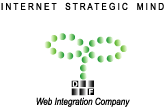 INTERNET STRATEGIC MIND
O
F
Web Integration Company